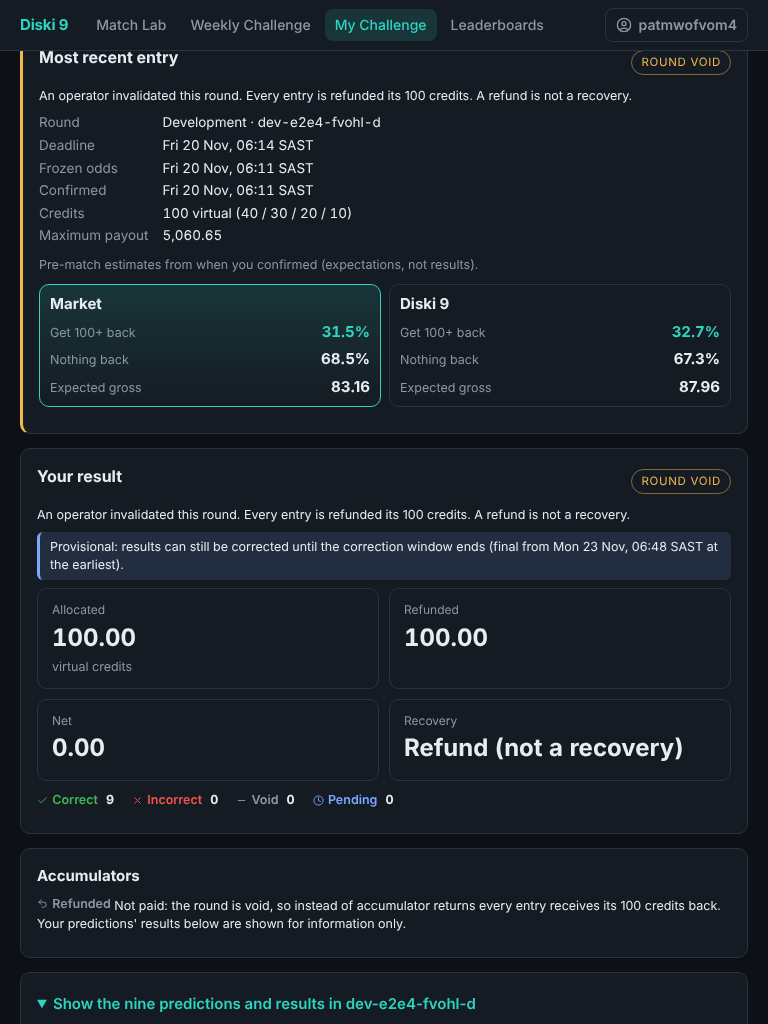 Diski 9 Match Lab Weekly Challenge My Challenge Leaderboards patmwofvom4
Most recent entry ROUND VOID
An operator invalidated this round. Every entry is refunded its 100 credits. A refund is not a recovery.
Round Development · dev-e2e4-fvohl-d
Deadline Fri 20 Nov, 06:14 SAST
Frozen odds Fri 20 Nov, 06:11 SAST
Confirmed Fri 20 Nov, 06:11 SAST
Credits 100 virtual (40 / 30 / 20 / 10)
Maximum payout 5,060.65
Pre-match estimates from when you confirmed (expectations, not results).
Market
Get 100+ back 31.5%
Nothing back 68.5%
Expected gross 83.16
Diski 9
Get 100+ back 32.7%
Nothing back 67.3%
Expected gross 87.96
Your result ROUND VOID
An operator invalidated this round. Every entry is refunded its 100 credits. A refund is not a recovery.
Provisional: results can still be corrected until the correction window ends (final from Mon 23 Nov, 06:48 SAST at
the earliest).
Allocated
100.00
virtual credits
Refunded
100.00
Net
0.00
Recovery
Refund (not a recovery)
✓ Correct 9 × Incorrect 0 – Void 0 Pending 0
Accumulators
Refunded Not paid: the round is void, so instead of accumulator returns every entry receives its 100 credits back.
Your predictions' results below are shown for information only.
▼ Show the nine predictions and results in dev-e2e4-fvohl-d